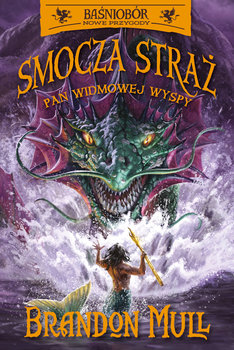 BAŚNIOBÓR
NOWE PRZYGODY
SMOCZA STRAŻ
PAN WIDMOWEJ WYSPY
BRANDON MULL